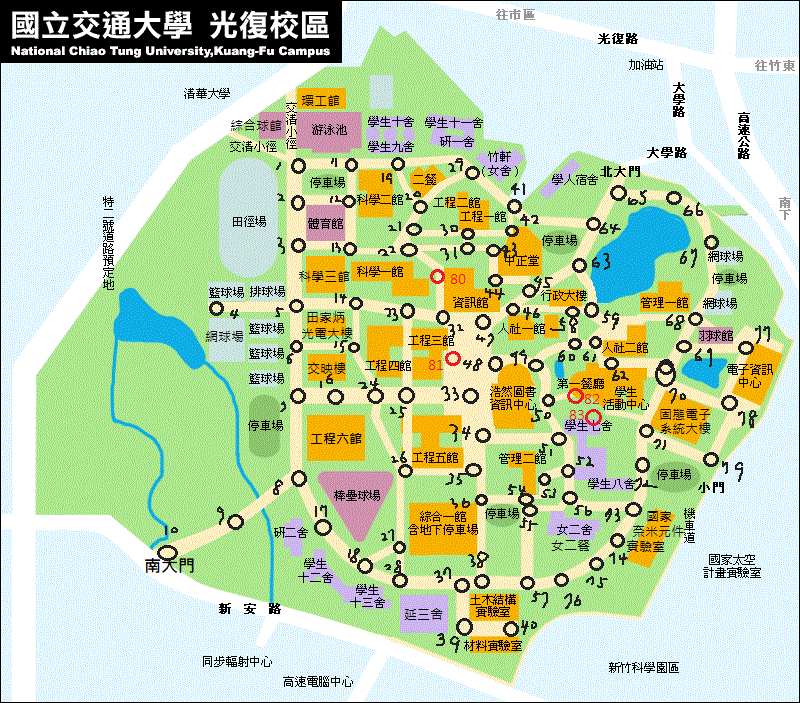 國立交通大學 光復校區
National Chiao Tung University,Kuang-Fu Campus
往市區
光復路
往竹東
加油站
大學路
高速公路
大學路
南下
清華大學
環工館
交清小徑
綜合球館
游泳池
交清小徑
學生十舍
學生九舍
學生十一舍
研一舍
竹軒
(女舍)
北大門
學人宿舍
特二號道路預定地
停車場
科學二館
二餐
工程二館
工程一館
田徑場
體育館
停車場
中正堂
網球場
停車場
科學三館
科學一館
資訊館
行政大樓
管理一館
網球場
籃球場
排球場
網球場
籃球場
籃球場
籃球場
田家炳
光電大樓
交映樓
工程三館
工程四館
人社一館
人社二館
羽球館
電子資訊
中心
浩然圖書
資訊中心
第一餐廳
學生
活動中心
學生七舍
固態電子
系統大樓
停車場
工程六館
工程五館
管理二館
學生八舍
停車場
小門
機車道
棒壘球場
綜合一館
含地下停車場
停車場
女二舍
女二餐
國家
奈米元件
實驗室
國家太空
計畫實驗室
南大門
研二舍
學生
十二舍
學生
十三舍
延三舍
土木結構
實驗室
材料實驗室
新安路
同步輻射中心
高速電腦中心
新竹科學園區
1
2
3
4
5
6
7
8
9
10
11
12
13
14
15
16
17
18
19
20
21
22
23
24
25
26
27
28
29
30
31
32
33
34
35
36
37
38
39
40
41
42
43
44
45
46
47
48
49
50
51
53
54
55
56
57
58
59
60
61
62
63
64
65
66
67
68
69
70
71
72
74
75
76
77
78
79
80
81
82
83
52
73